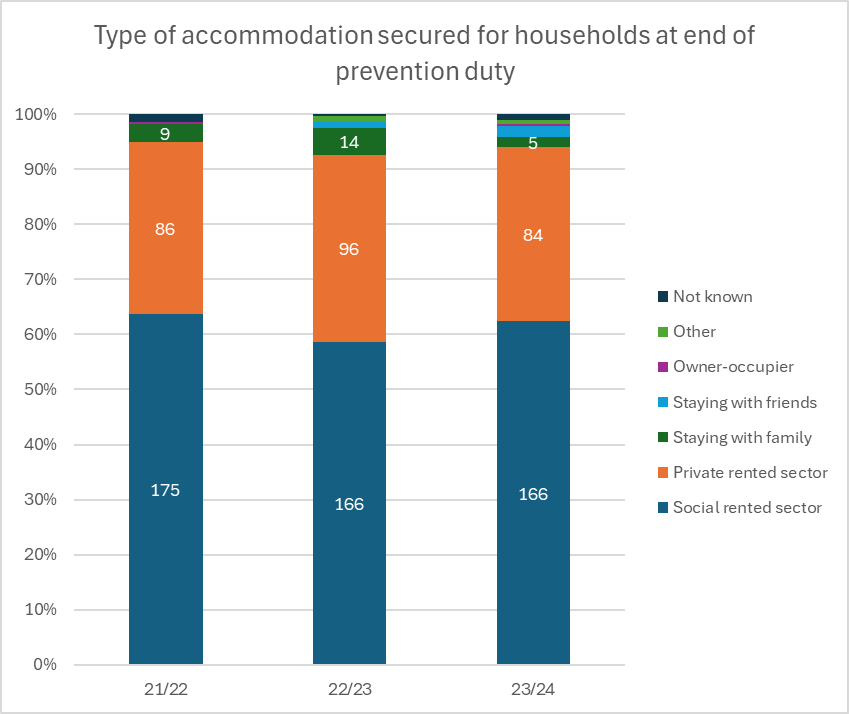 Type of accommodation secured for households at end of
prevention duty
100%
90%
80%
70%
60%
50%
40%
30%
20%
10%
0%
9
86
175
14
96
166
5
84
166
21/22
22/23
23/24
Not known
Other
Owner-occupier
Staying with friends
Staying with family
Private rented sector
Social rented sector